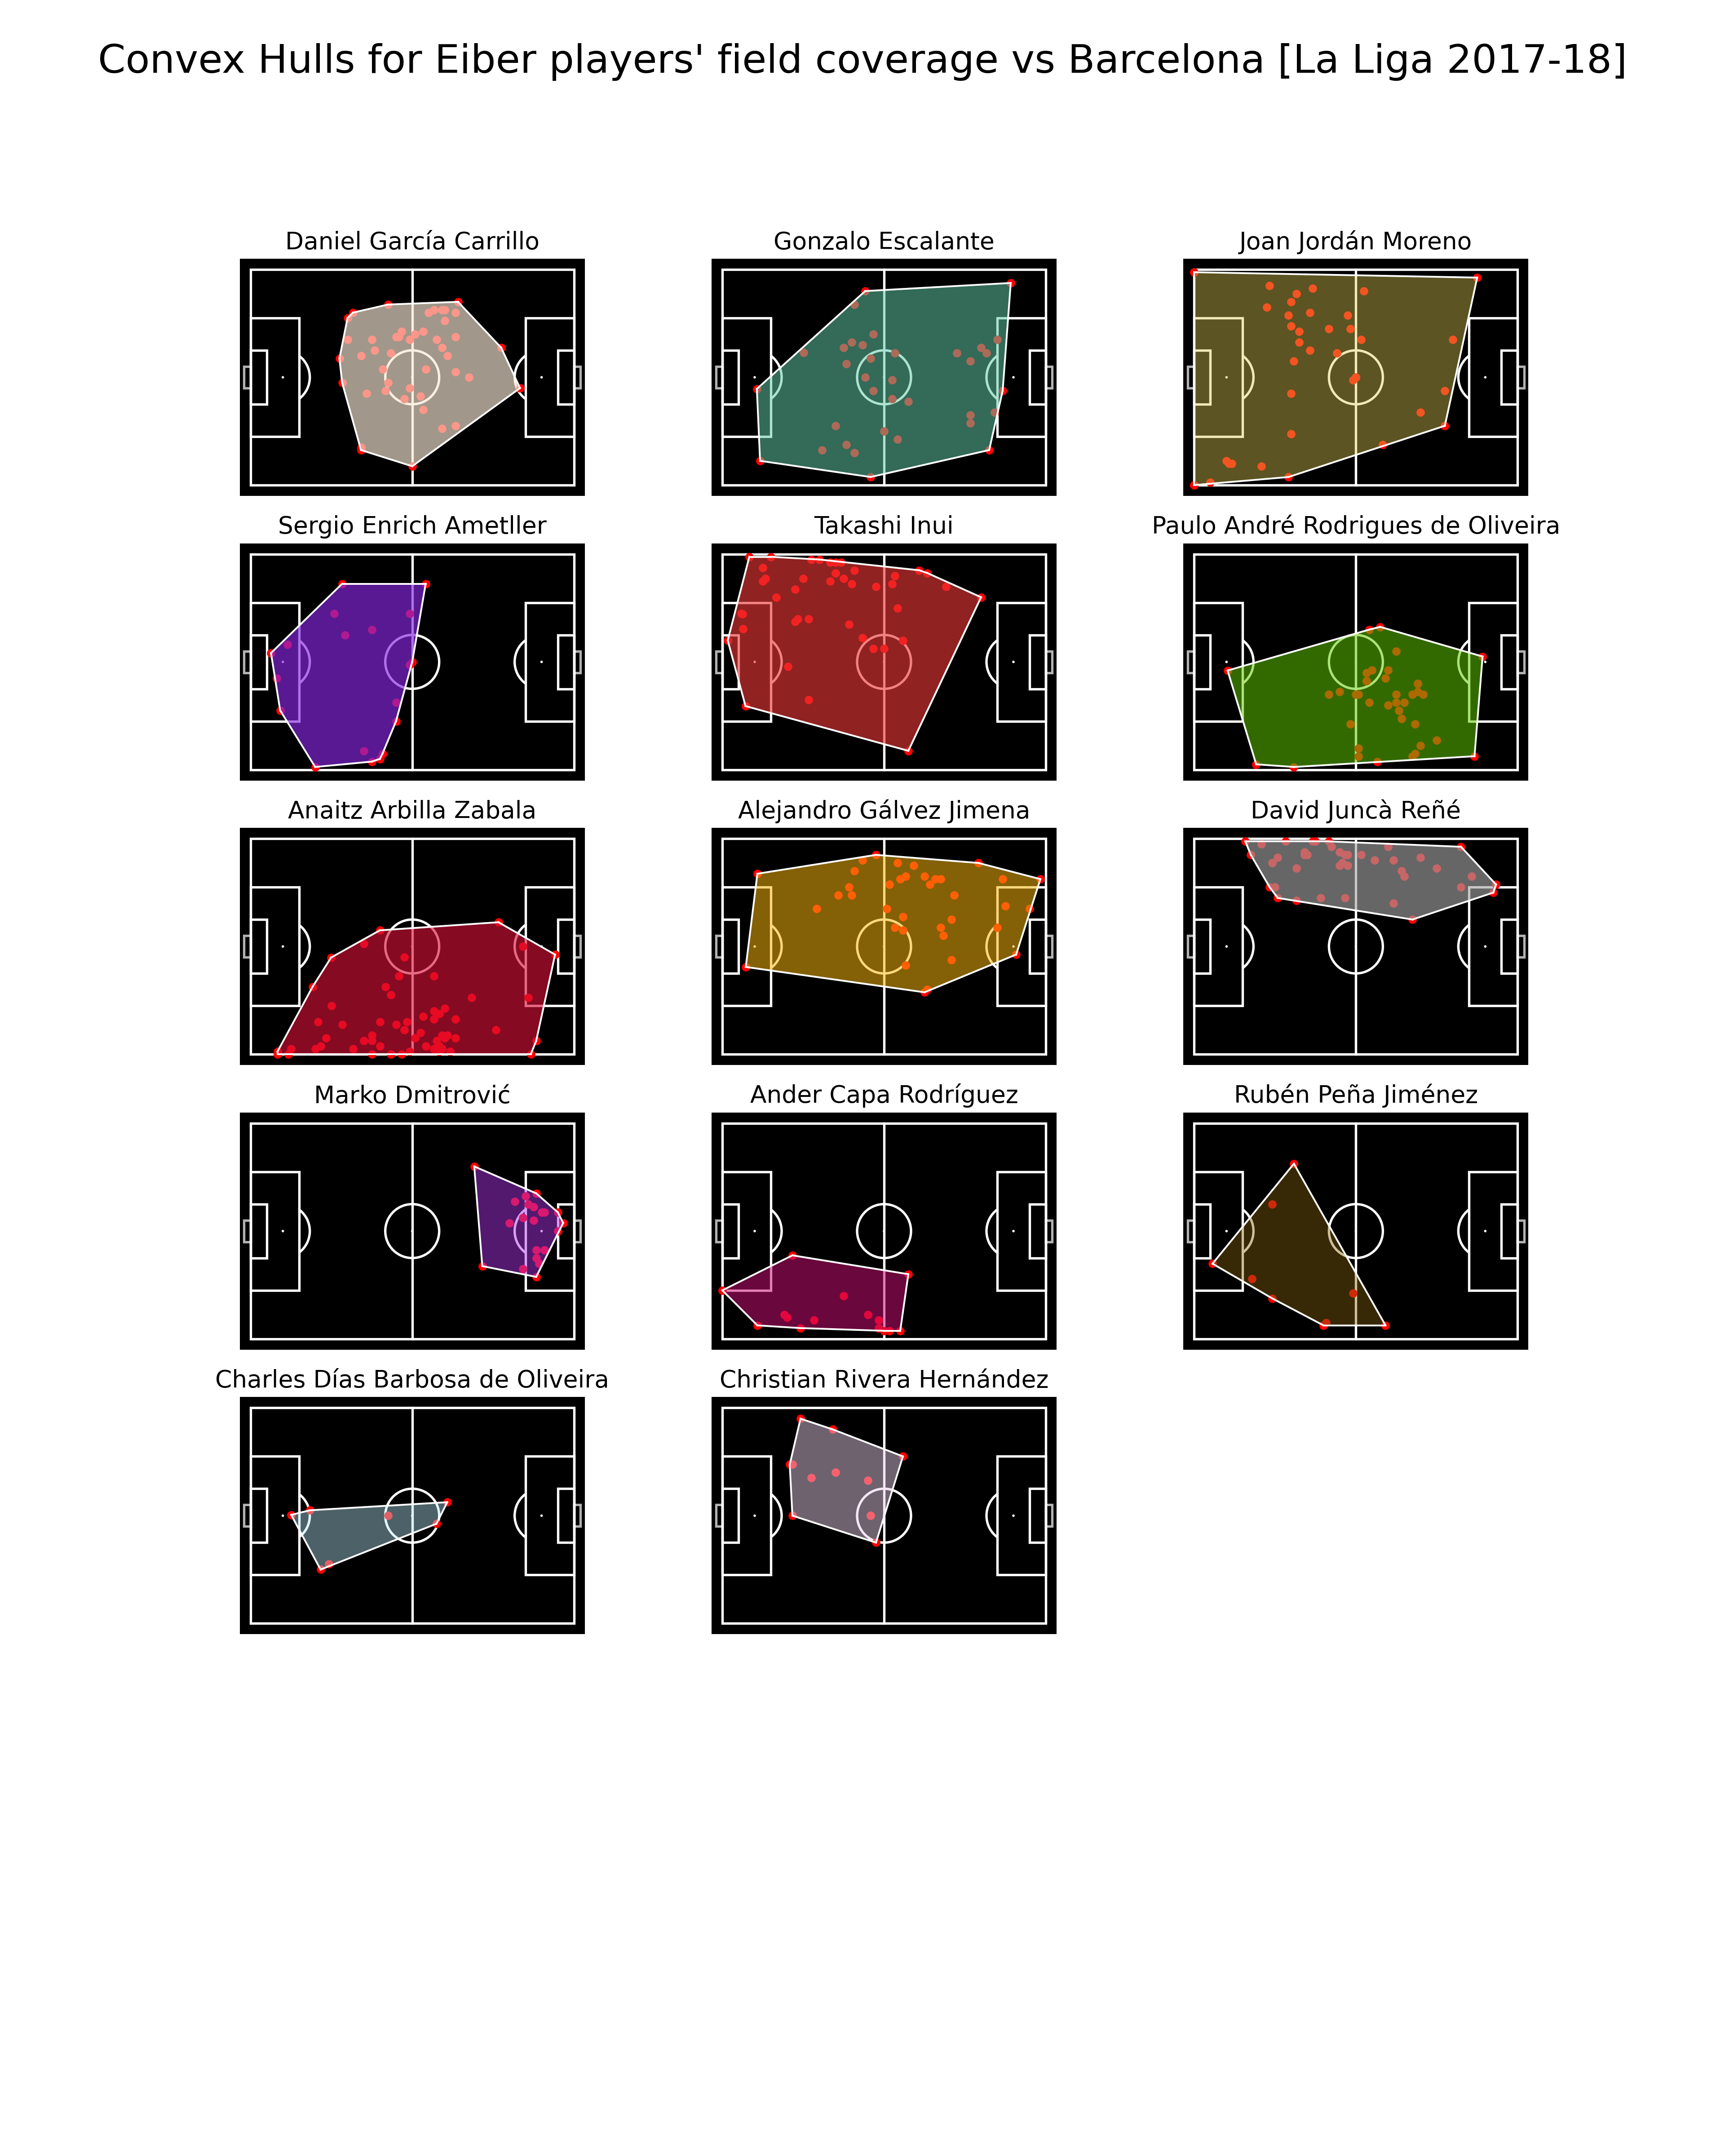 Convex Hulls for Eiber players' field coverage vs Barcelona [La Liga 2017-18]
Daniel García Carrillo
Gonzalo Escalante
Joan Jordán Moreno
Sergio Enrich Ametller
Takashi Inui
Paulo André Rodrigues de Oliveira
Anaitz Arbilla Zabala
Alejandro Gálvez Jimena
David Juncà Reñé
Marko Dmitrović
Ander Capa Rodríguez
Rubén Peña Jiménez
Charles Días Barbosa de Oliveira
Christian Rivera Hernández